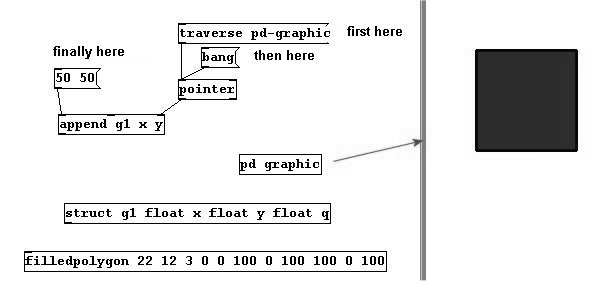 traverse pd-graphic first here
finally here
bang then here
50 50
pointer
append g1 x y
pd graphic
struct g1 float x float y float q
filledpolygon 22 12 3 0 0 100 0 100 100 0 100